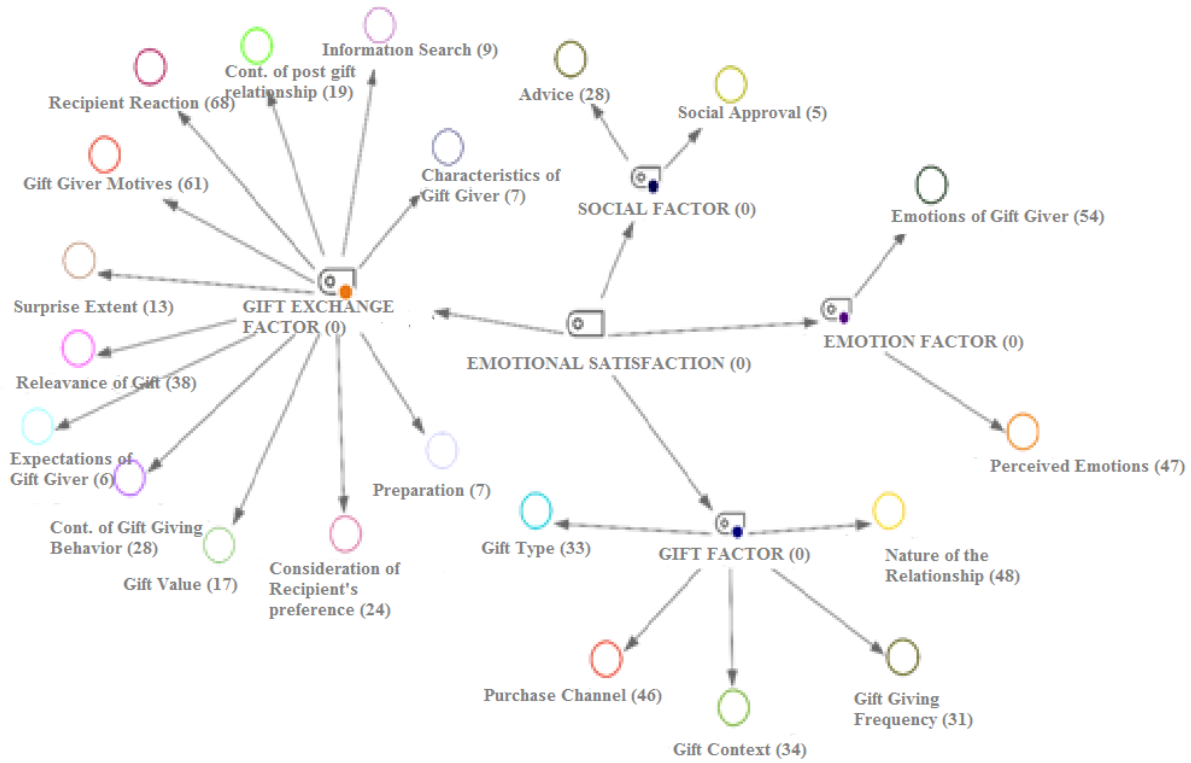 Information Search (9)
Cont. of post gift
relationship (19)
Recipient Reaction (68)
Advice (28)
Social Approval (5)
Gift Giver Motives (61)
Characteristics of
Gift Giver (7)
SOCIAL FACTOR (0)
Emotions of Gift Giver (54)
Surprise Extent (13)
GIFT EXCHANGE
FACTOR (0)
EMOTIONAL SATISFACTION (0)
EMOTION FACTOR (0)
Releavance of Gift (38)
Expectations of
Gift Giver (6)
Preparation (7)
Perceived Emotions (47)
Cont. of Gift Giving
Behavior (28)
Gift Value (17)
Consideration of
Recipient's
preference (24)
Gift Type (33)
GIFT FACTOR (0)
Nature of the
Relationship (48)
Purchase Channel (46)
Gift Context (34)
Gift Giving
Frequency (31)